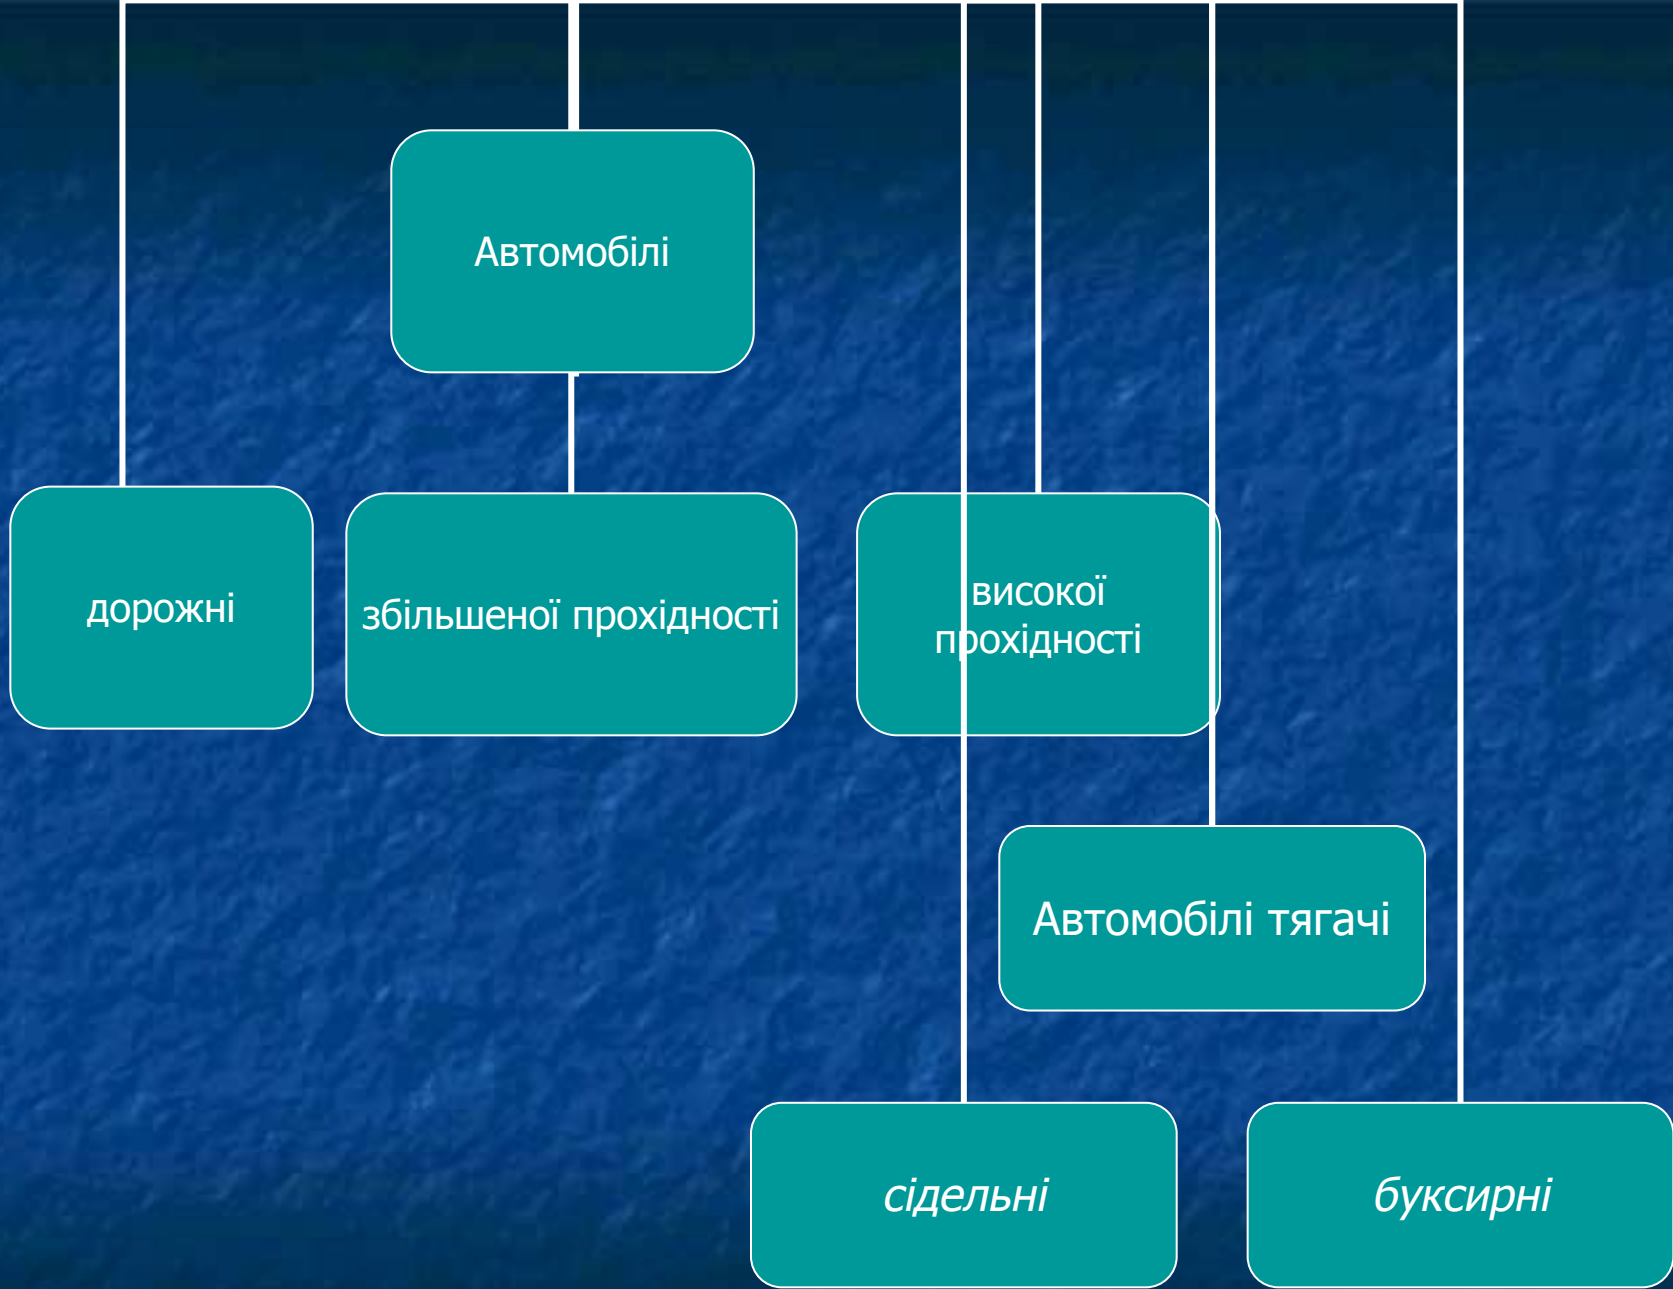 Автомобілі
дорожні
збільшеної прохідності
високої
прохідності
Автомобілі тягачі
сідельні
буксирні